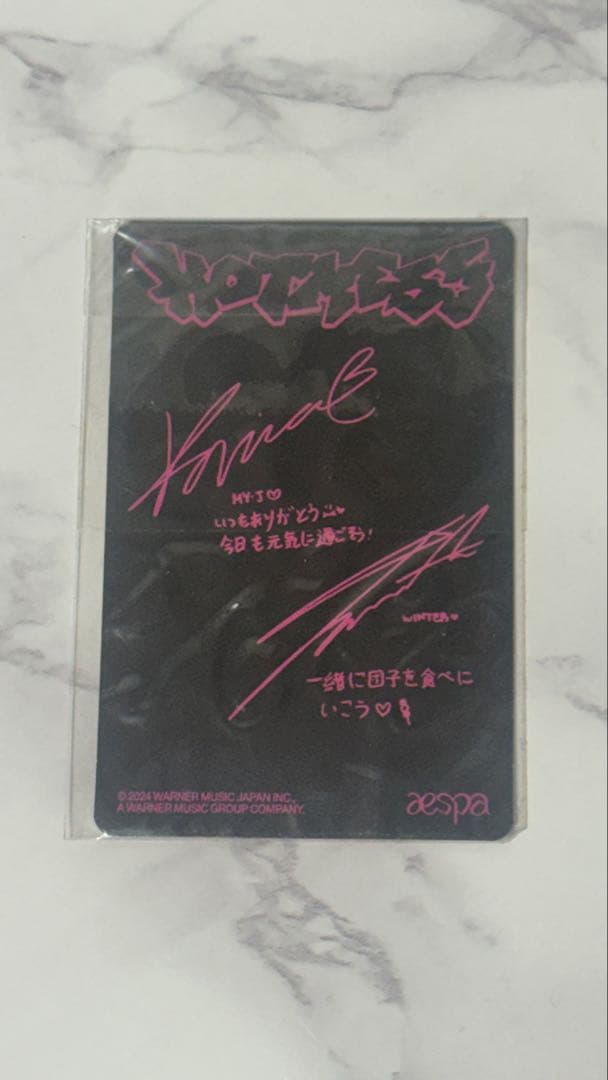 HOT MESS
Karina
MY-J♡
いつもありがとう
今日も元気に過ごそう!
WINTER♡
一緒に団子を食べに
いこう♡🍡
© 2024 WARNER MUSIC JAPAN INC.,
A WARNER MUSIC GROUP COMPANY.
aespa